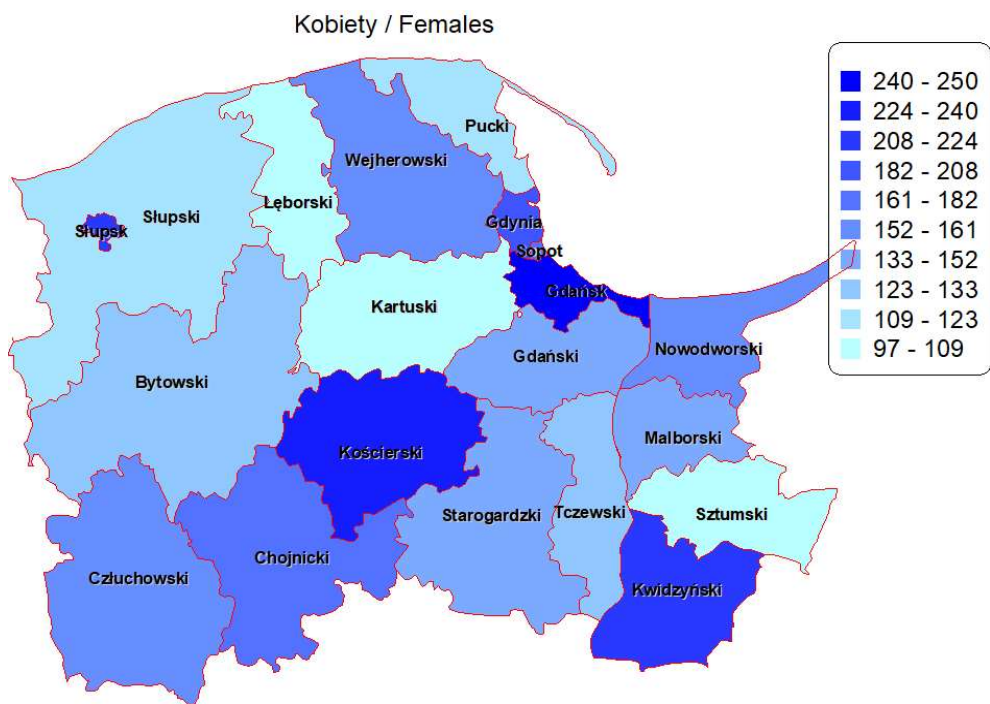 Kobiety / Females
240 - 250
224 - 240
208 - 224
182 - 208
161 - 182
152 - 161
133 - 152
123 - 133
109 - 123
97 - 109
Pucki
Wejherowski
Lęborski
Słupski
Słupsk
Gdynia
Sopot
Gdańsk
Kartuski
Gdański
Nowodworski
Bytowski
Malborski
Kościerski
Sztumski
Starogardzki
Tczewski
Chojnicki
Człuchowski
Kwidzyński